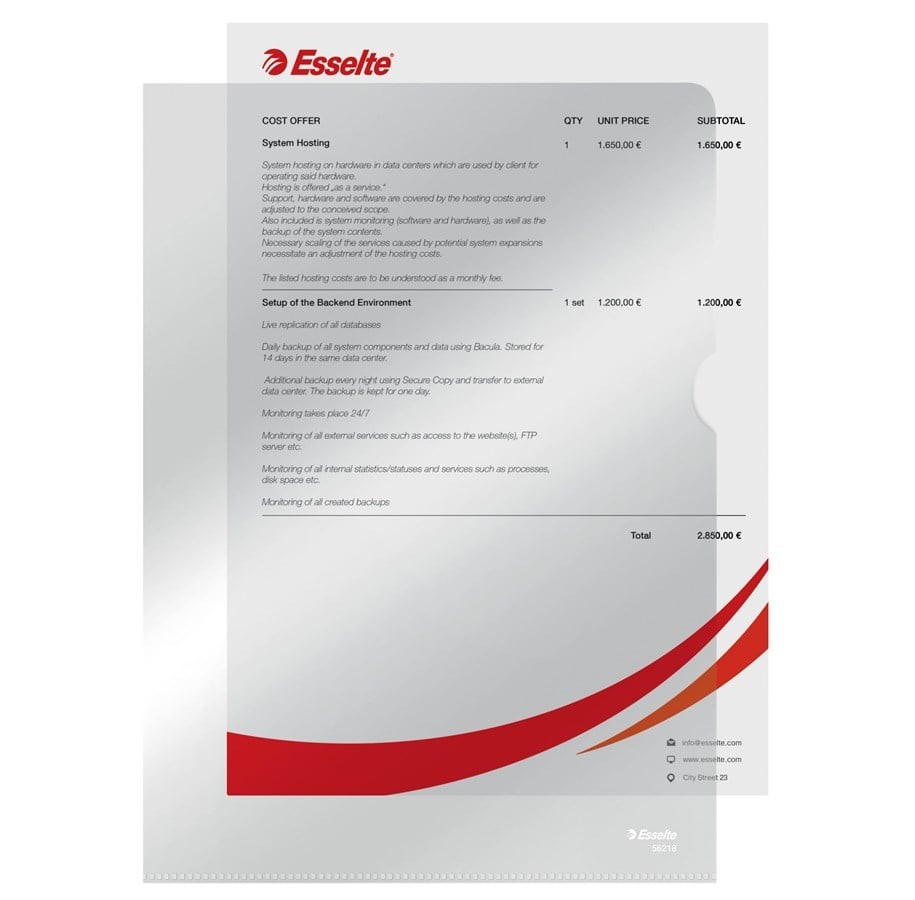 Esselte
COST OFFER QTY UNIT PRICE SUBTOTAL
System Hosting 1 1.650,00 € 1.650,00 €
System hosting on hardware in data centers which are used by client for
operating said hardware.
Hosting is offered „as a service.“
Support, hardware and software are covered by the hosting costs and are
adjusted to the conceived scope.
Also included is system monitoring (software and hardware), as well as the
backup of the system contents.
Necessary scaling of the services caused by potential system expansions
necessitate an adjustment of the hosting costs.
The listed hosting costs are to be understood as a monthly fee.
Setup of the Backend Environment 1 set 1.200,00 € 1.200,00 €
Live replication of all databases
Daily backup of all system components and data using Bacula. Stored for
14 days in the same data center.
Additional backup every night using Secure Copy and transfer to external
data center. The backup is kept for one day.
Monitoring takes place 24/7
Monitoring of all external services such as access to the website(s), FTP
server etc.
Monitoring of all internal statistics/statuses and services such as processes,
disk space etc.
Monitoring of all created backups
Total 2.850,00 €
info@esselte.com
www.esselte.com
City Street 23
Esselte
56218